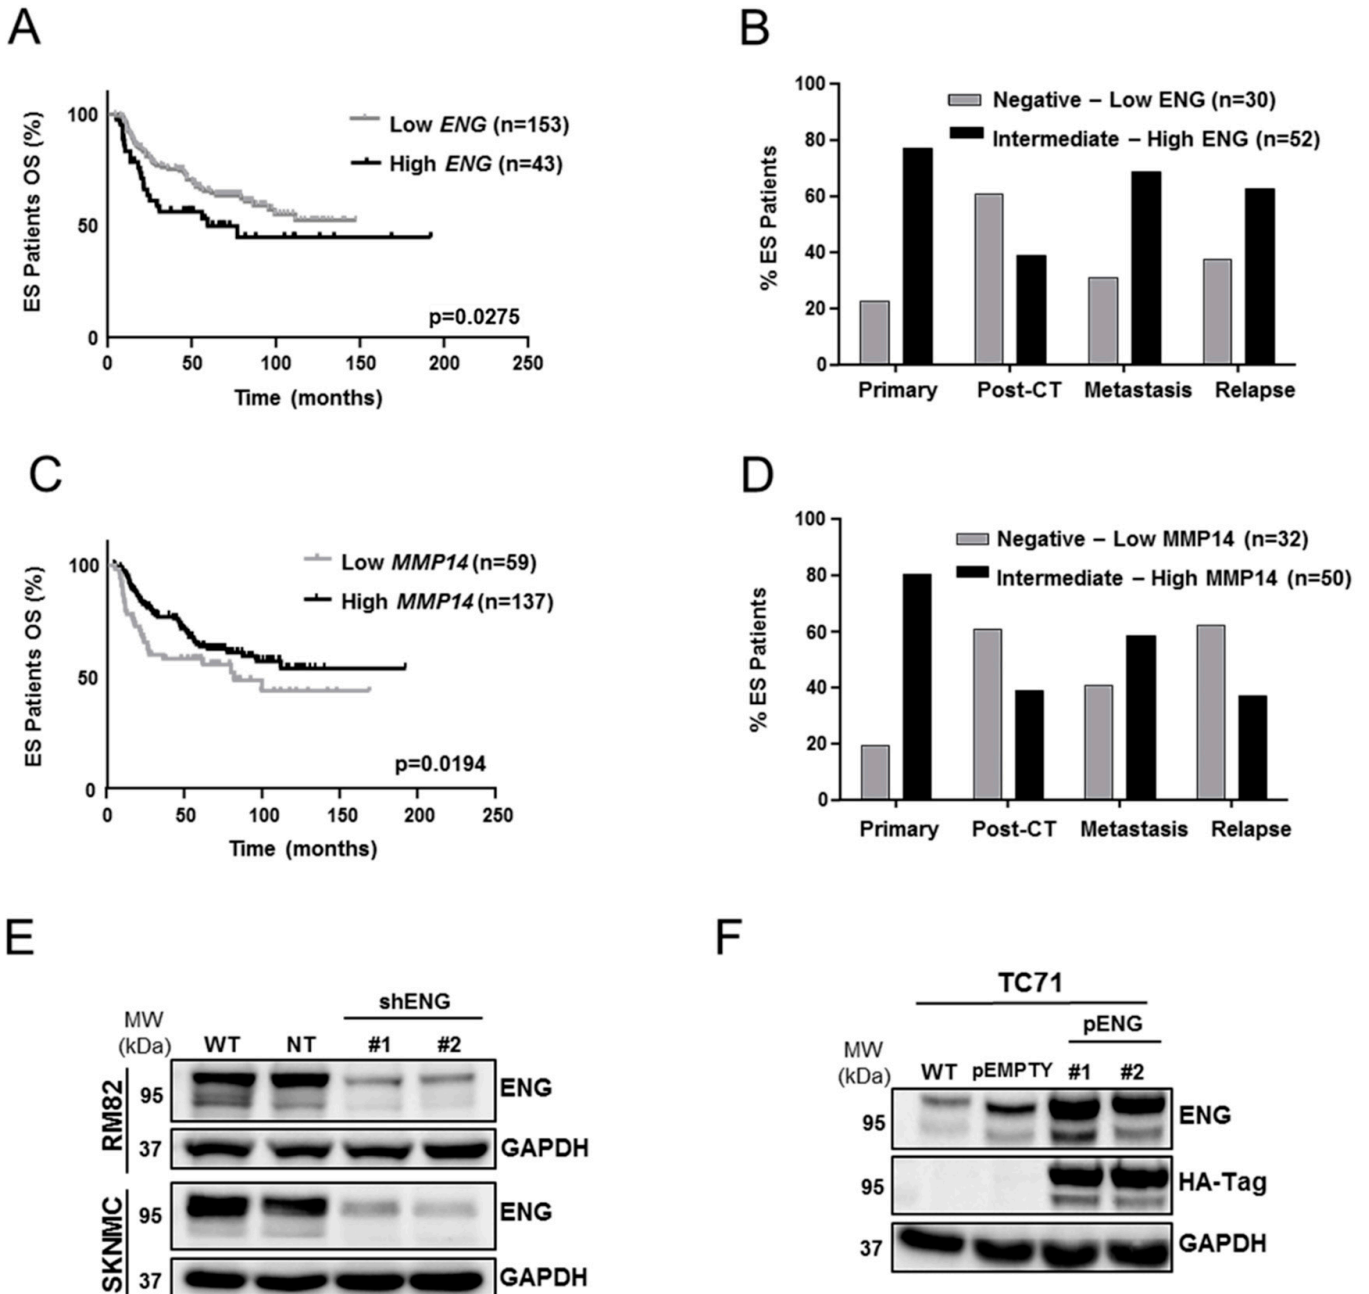 A
ES Patients OS (%)
100
50
0
0 50 100 150 200 250
Time (months)
Low ENG (n=153)
High ENG (n=43)
p=0.0275
B
% ES Patients
100
80
60
40
20
0
Negative – Low ENG (n=30)
Intermediate – High ENG (n=52)
Primary Post-CT Metastasis Relapse
C
ES Patients OS (%)
100
50
0
0 50 100 150 200 250
Time (months)
Low MMP14 (n=59)
High MMP14 (n=137)
p=0.0194
D
% ES Patients
100
80
60
40
20
0
Negative – Low MMP14 (n=32)
Intermediate – High MMP14 (n=50)
Primary Post-CT Metastasis Relapse
E
shENG
MW
(kDa) WT NT #1 #2
RM82
95 ENG
37 GAPDH
SKNMC
95 ENG
37 GAPDH
F
TC71
pENG
MW
(kDa) WT pEMPTY #1 #2
95 ENG
95 HA-Tag
37 GAPDH